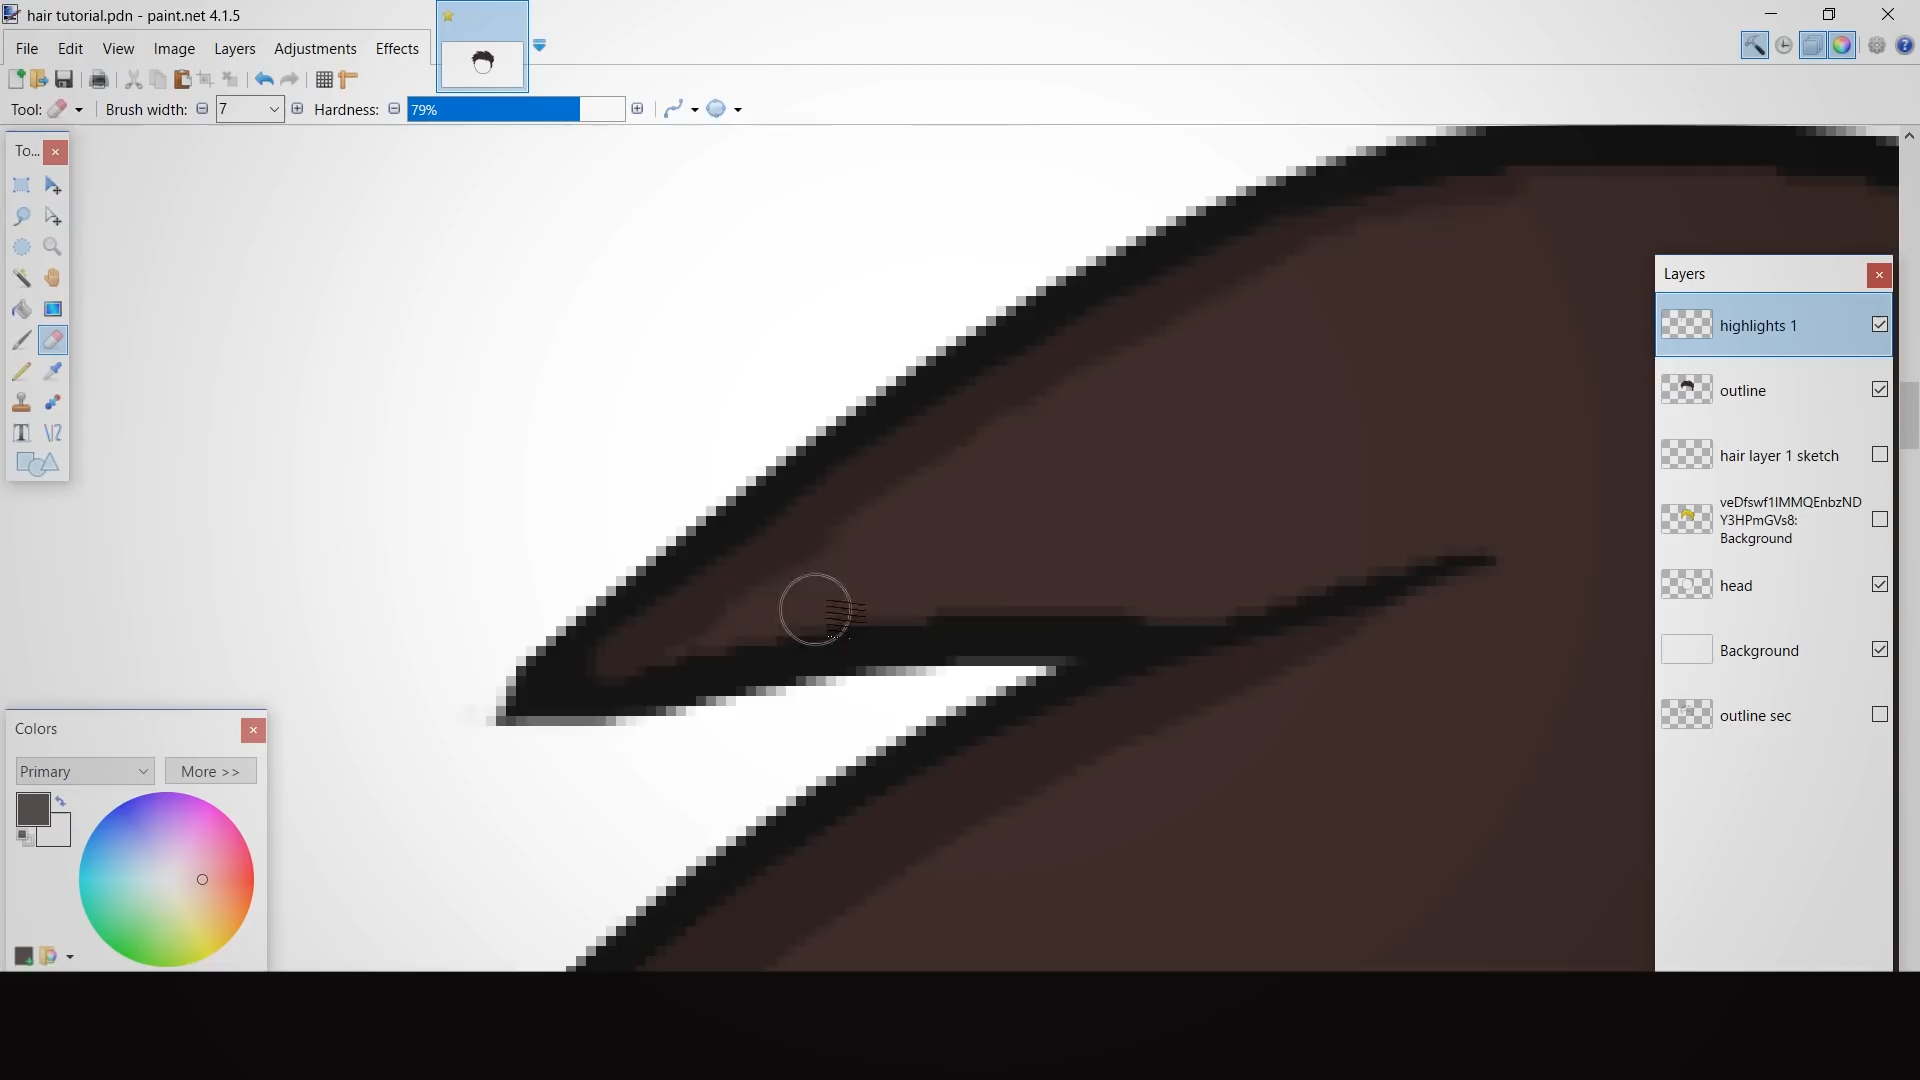 hair tutorial.pdn - paint.net 4.1.5
File Edit View Image Layers Adjustments Effects
Tool: Brush width: 7 Hardness: 79%
To...
Layers
highlights 1
outline
hair layer 1 sketch
veDfswf1IMMQEnbzND
Y3HPmGVs8:
Background
head
Background
outline sec
Colors
Primary More >>